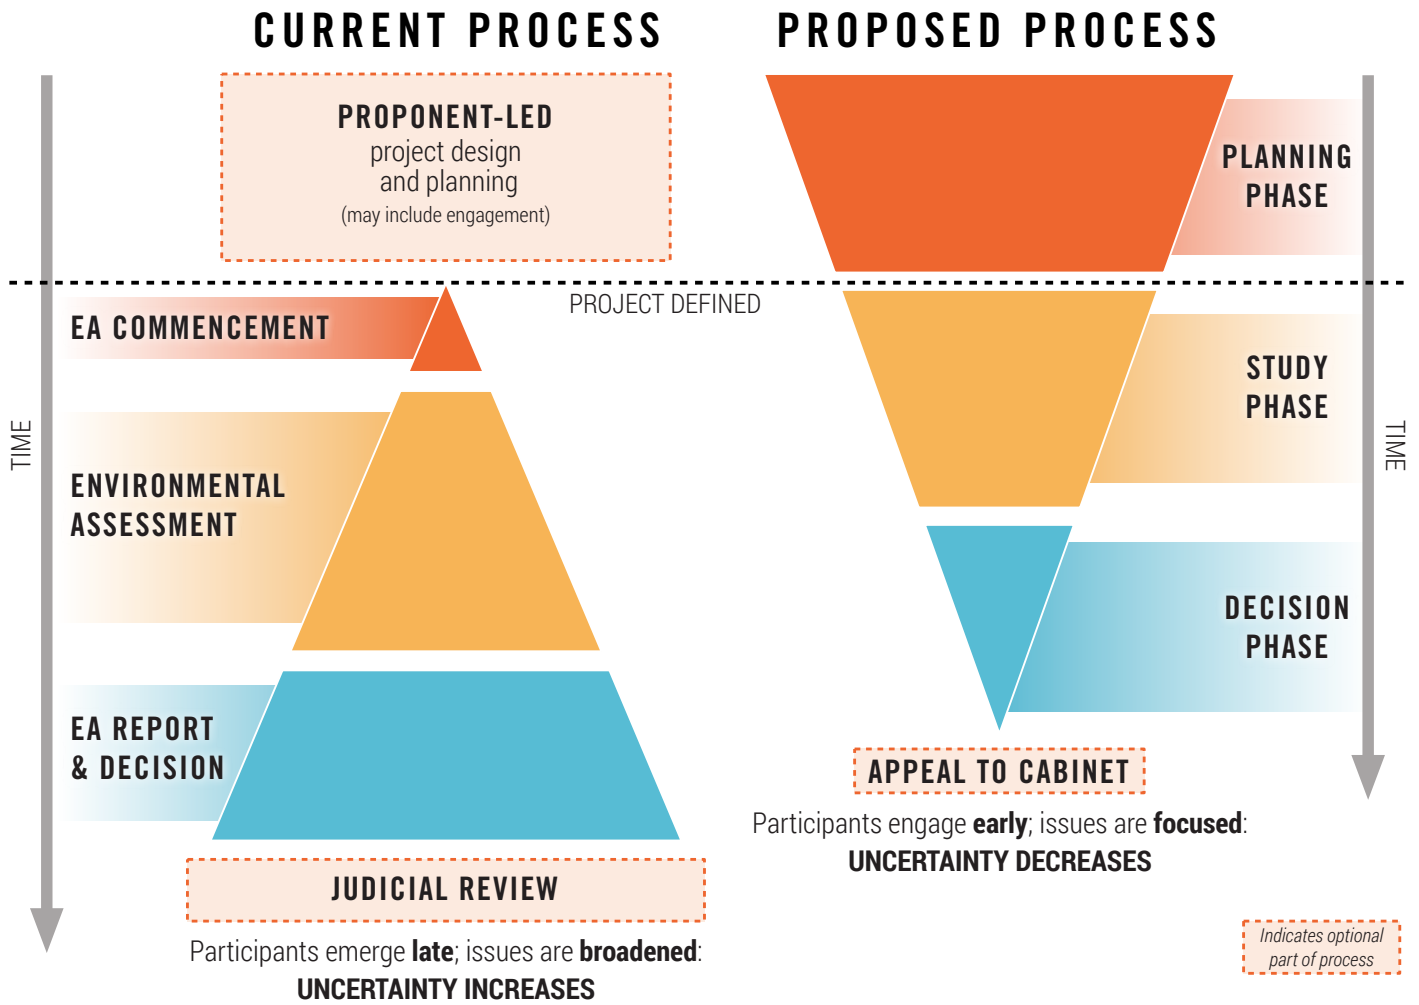 CURRENT PROCESS
PROPONENT-LED
project design
and planning
(may include engagement)
PROJECT DEFINED
EA COMMENCEMENT
TIME
ENVIRONMENTAL
ASSESSMENT
EA REPORT
& DECISION
JUDICIAL REVIEW
Participants emerge late; issues are broadened:
UNCERTAINTY INCREASES
PROPOSED PROCESS
PLANNING
PHASE
STUDY
PHASE
TIME
DECISION
PHASE
APPEAL TO CABINET
Participants engage early; issues are focused:
UNCERTAINTY DECREASES
Indicates optional
part of process